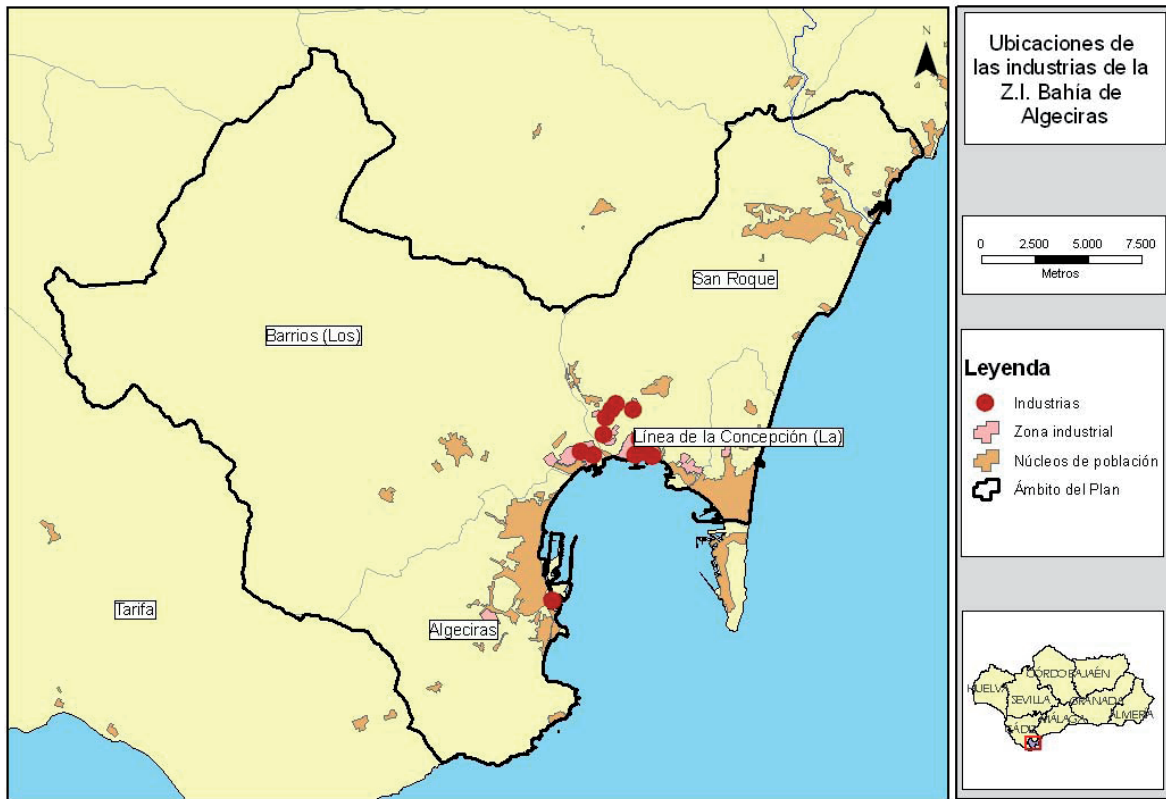 Ubicaciones de
las industrias de la
Z.I. Bahía de
Algeciras
N
0 2.500 5.000 7.500
Metros
San Roque
Barrios (Los)
Línea de la Concepción (La)
Tarifa
Algeciras
Leyenda
Industrias
Zona industrial
Núcleos de población
Ámbito del Plan
CÓRDOBA JAÉN
HUELVA
SEVILLA
GRANADA
ALMERÍA
MÁLAGA
CÁDIZ